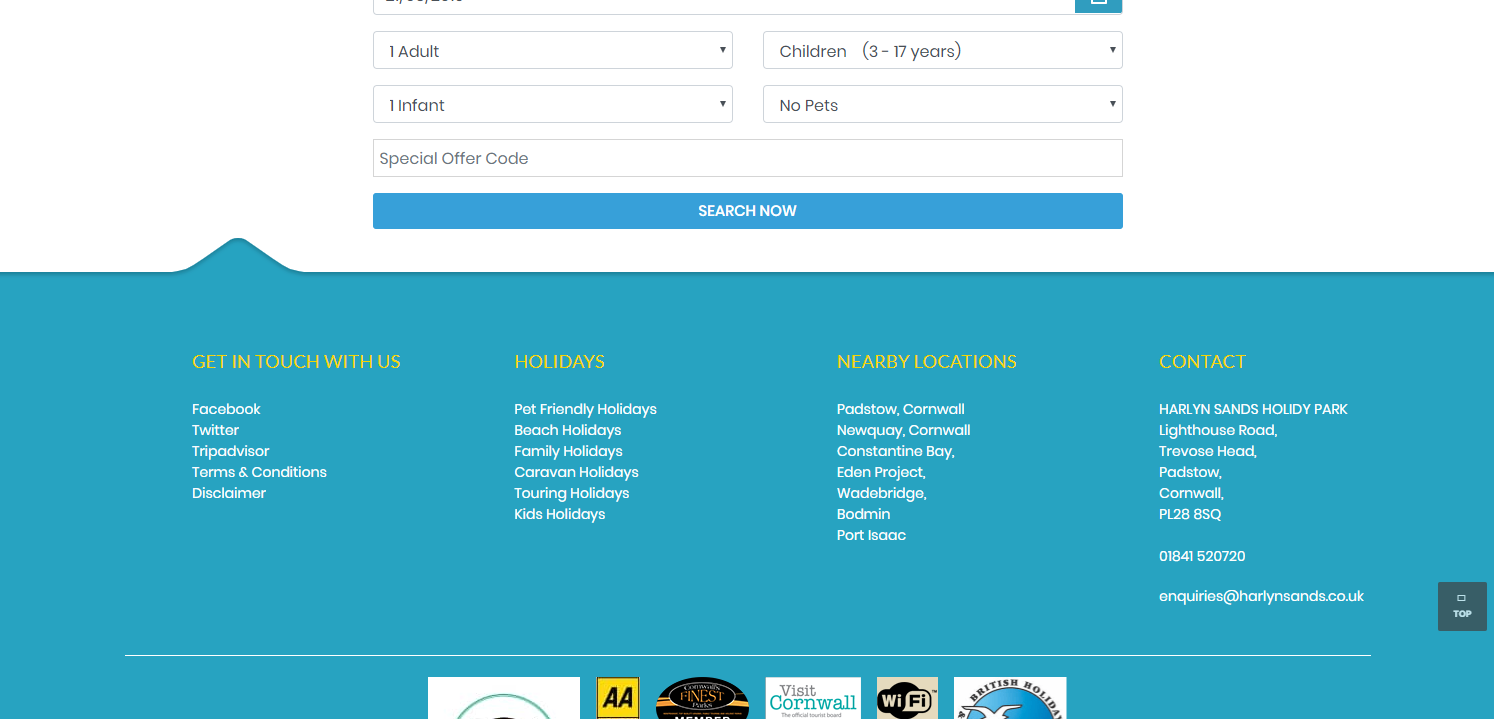 1 Adult
Children (3 - 17 years)
1 Infant
No Pets
Special Offer Code
SEARCH NOW
GET IN TOUCH WITH US
Facebook
Twitter
Tripadvisor
Terms & Conditions
Disclaimer
HOLIDAYS
Pet Friendly Holidays
Beach Holidays
Family Holidays
Caravan Holidays
Touring Holidays
Kids Holidays
NEARBY LOCATIONS
Padstow, Cornwall
Newquay, Cornwall
Constantine Bay,
Eden Project,
Wadebridge,
Bodmin
Port Isaac
CONTACT
HARLYN SANDS HOLIDY PARK
Lighthouse Road,
Trevose Head,
Padstow,
Cornwall,
PL28 8SQ
01841 520720
enquiries@harlynsands.co.uk
TOP
AA
Cornwall's
FINEST
Parks
MEMBER
Visit
Cornwall
The official tourist board
WiFi
BRITISH HOLIDA